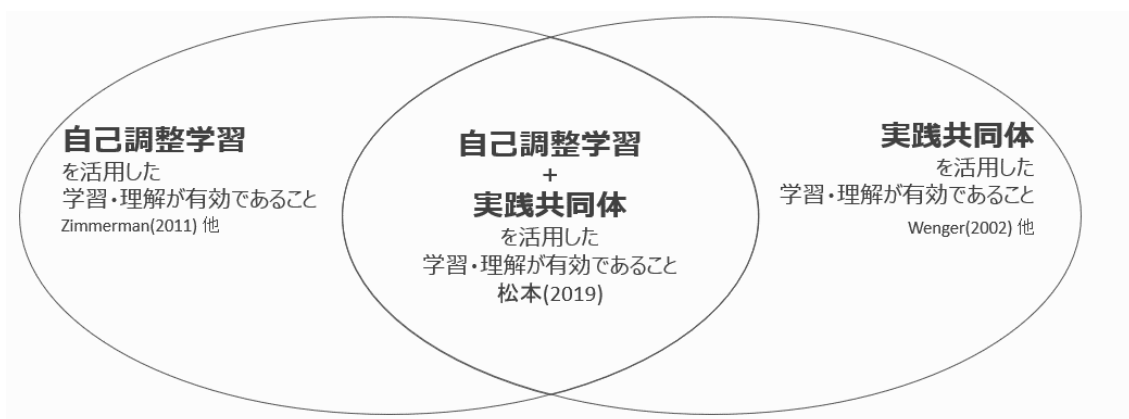 自己調整学習
を活用した
学習・理解が有効であること
Zimmerman(2011) 他
自己調整学習
+
実践共同体
を活用した
学習・理解が有効であること
松本(2019)
実践共同体
を活用した
学習・理解が有効であること
Wenger(2002) 他